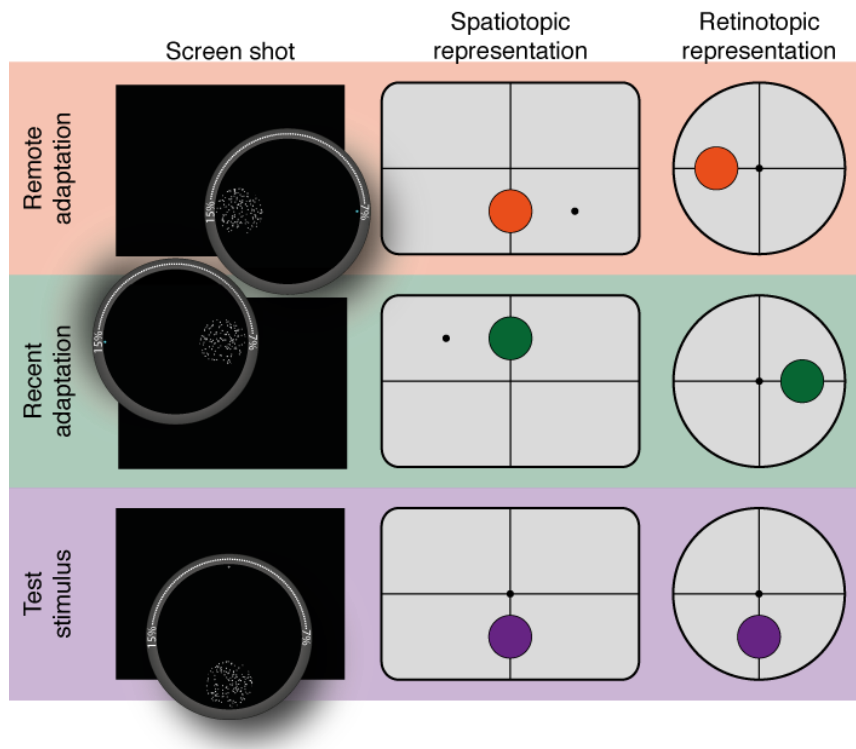 Screen shot
Spatiotopic
representation
Retinotopic
representation
Remote
adaptation
15%
7%
Recent
adaptation
15%
7%
Test
stimulus
15%
7%